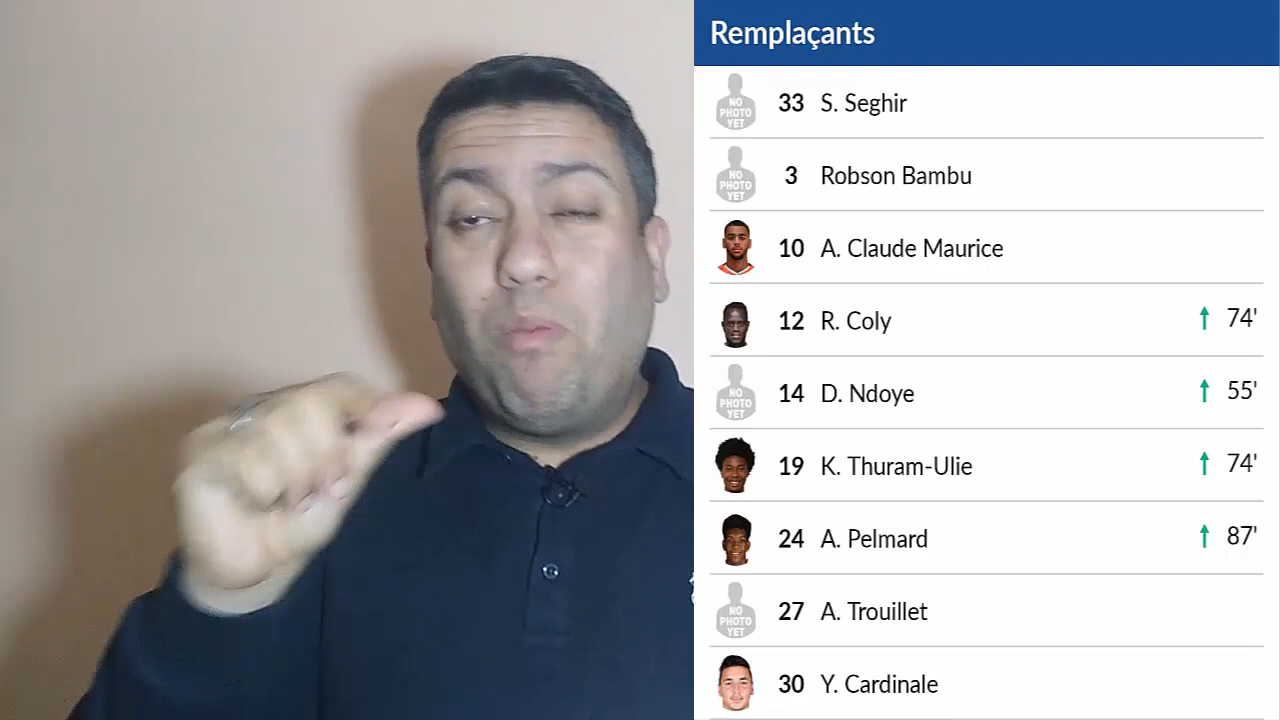 Remplaçants
NO PHOTO YET 33 S. Seghir
NO PHOTO YET 3 Robson Bambu
10 A. Claude Maurice
12 R. Coly 74'
NO PHOTO YET 14 D. Ndoye 55'
19 K. Thuram-Ulie 74'
24 A. Pelmard 87'
NO PHOTO YET 27 A. Trouillet
30 Y. Cardinale